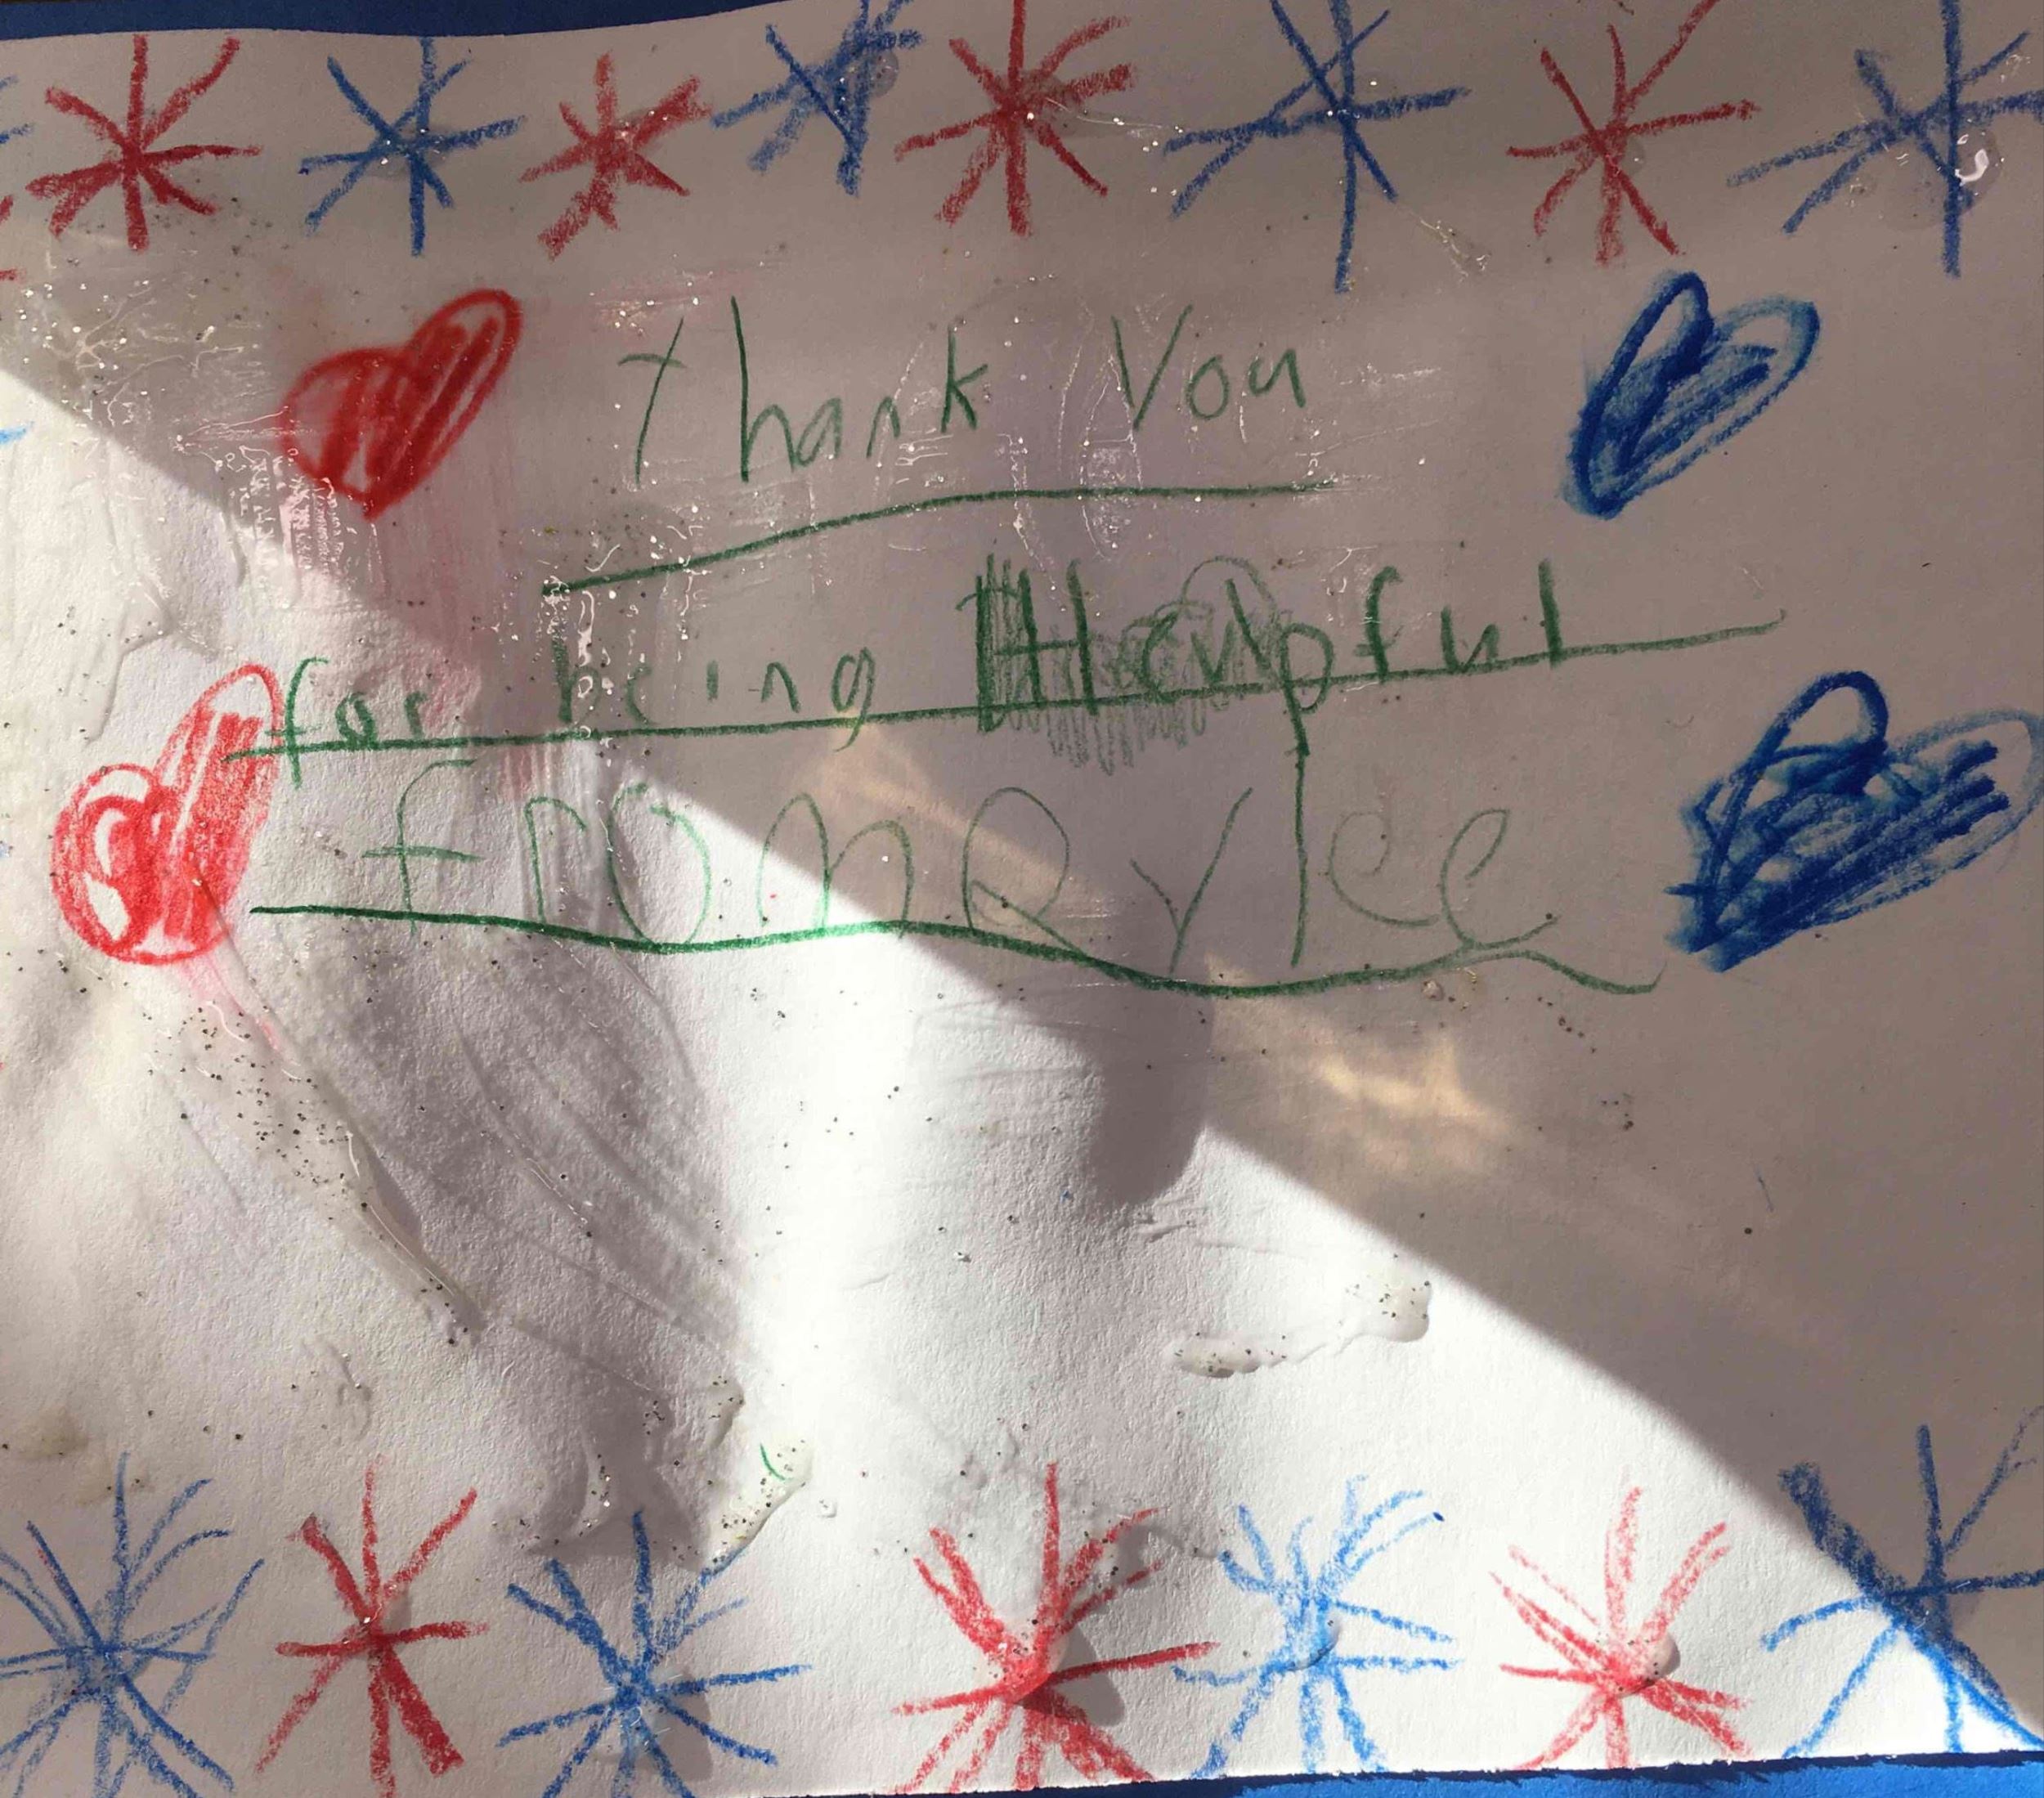 thank You
for being Helpful
from Rylee